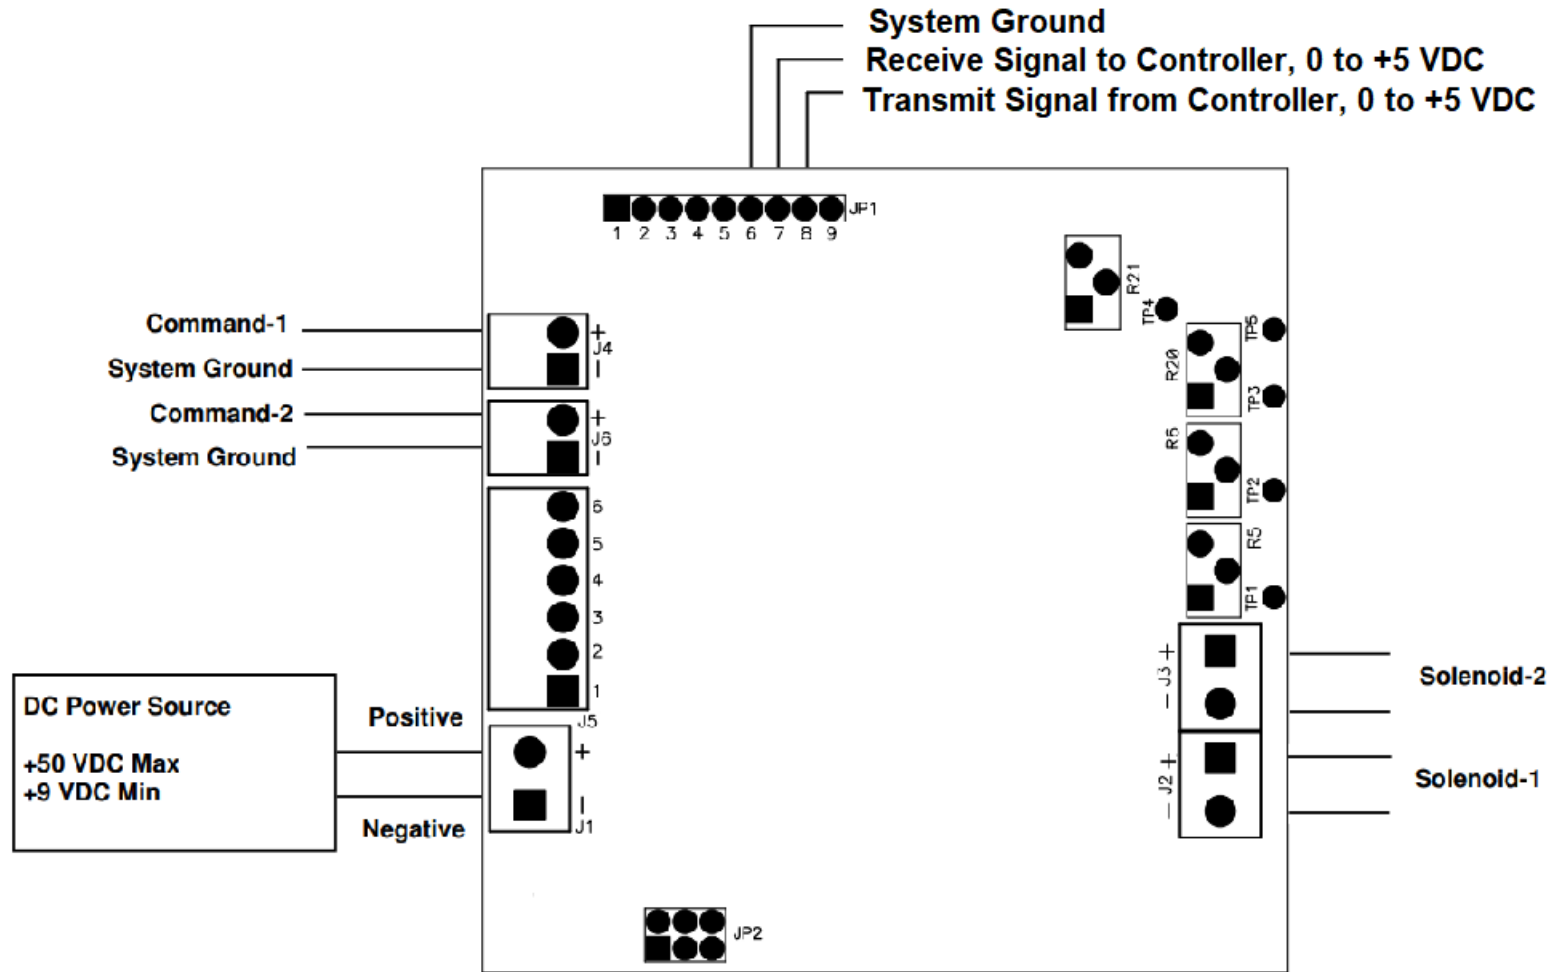 System Ground
Receive Signal to Controller, 0 to +5 VDC
Transmit Signal from Controller, 0 to +5 VDC
JP1
1 2 3 4 5 6 7 8 9
R21
TP4
TP5
R20
TP3
R6
TP2
R5
TP1
Command-1
System Ground
Command-2
System Ground
+
J4
–
+
J6
–
6
5
4
3
2
1
J5
DC Power Source
+50 VDC Max
+9 VDC Min
Positive
Negative
+
–
J1
+
J3
–
Solenoid-2
+
J2
–
Solenoid-1
JP2